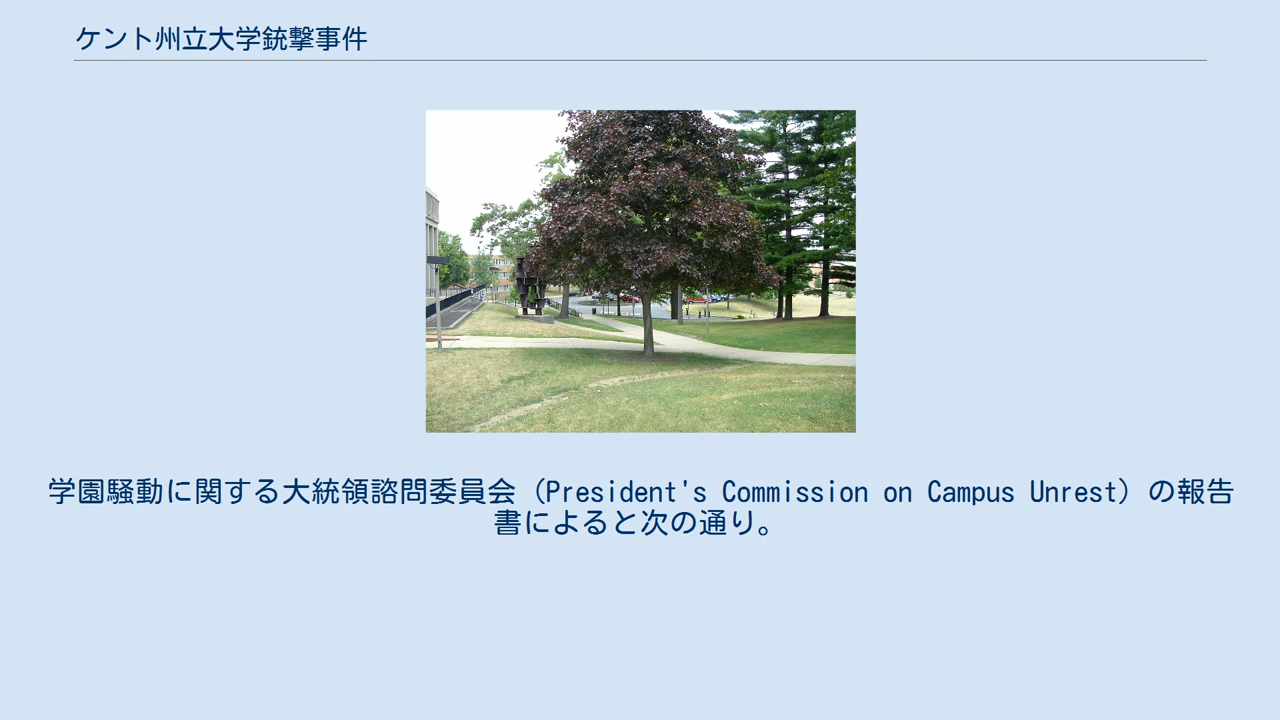 ケント州立大学銃撃事件
学園騒動に関する大統領諮問委員会（President's Commission on Campus Unrest）の報告
書によると次の通り。